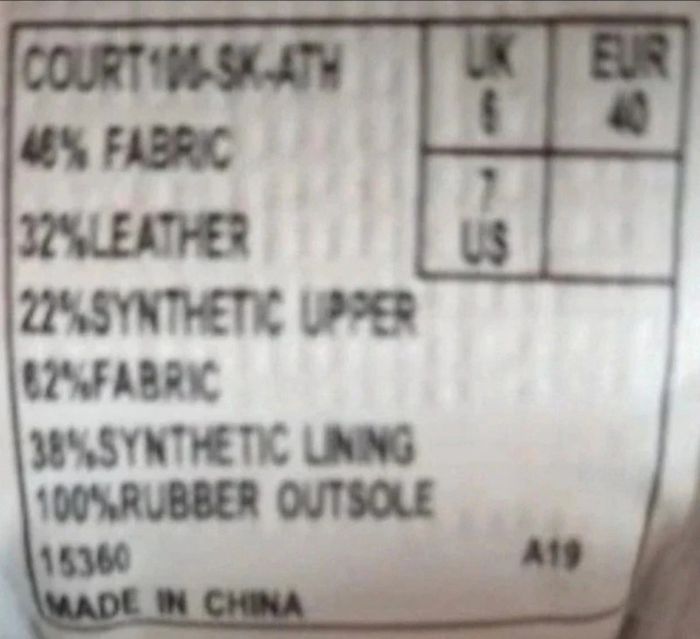 COURT100-SK-ATH
UK EUR
6 40
46% FABRIC
7
32%LEATHER
US
22%SYNTHETIC UPPER
62%FABRIC
38%SYNTHETIC LINING
100%RUBBER OUTSOLE
15360 A19
MADE IN CHINA